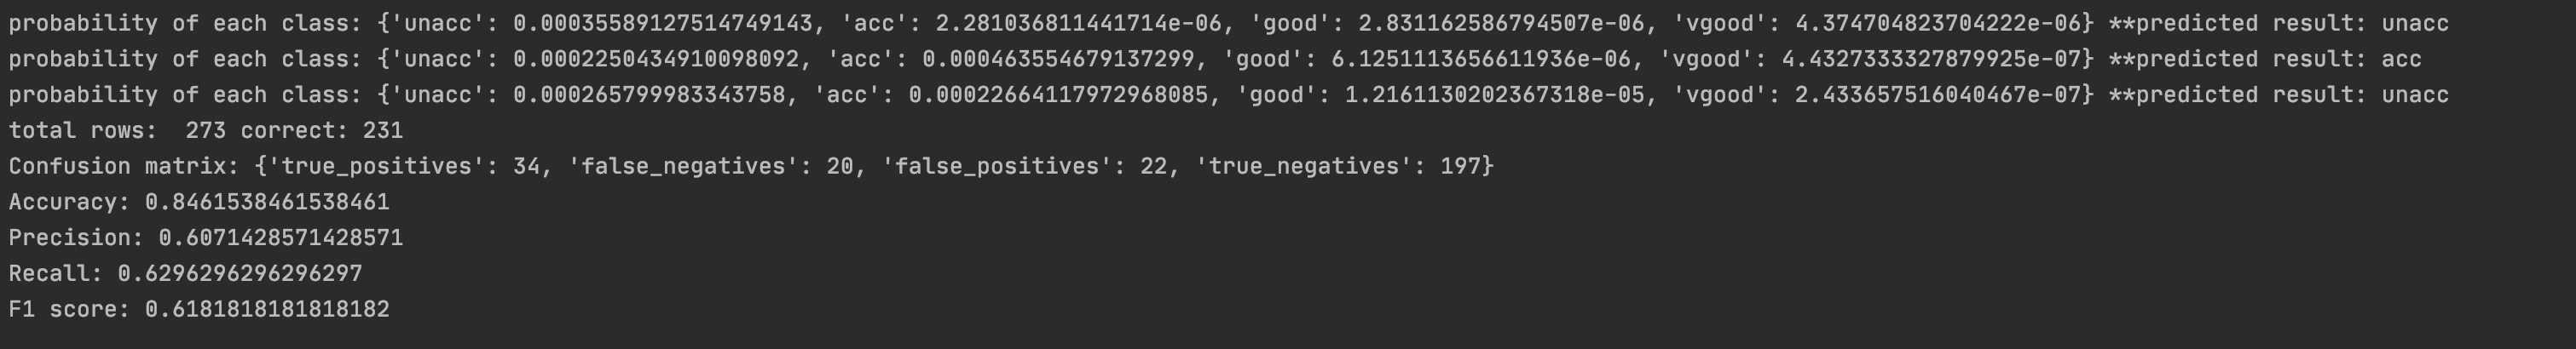 probability of each class: {'unacc': 0.00035589127514749143, 'acc': 2.281036811441714e-06, 'good': 2.831162586794507e-06, 'vgood': 4.374704823704222e-06} **predicted result: unacc
probability of each class: {'unacc': 0.0002250434910098092, 'acc': 0.000463554679137299, 'good': 6.1251113656611936e-06, 'vgood': 4.4327333327879925e-07} **predicted result: acc
probability of each class: {'unacc': 0.000265799983343758, 'acc': 0.00022664117972968085, 'good': 1.2161130202367318e-05, 'vgood': 2.433657516040467e-07} **predicted result: unacc
total rows:  273 correct: 231
Confusion matrix: {'true_positives': 34, 'false_negatives': 20, 'false_positives': 22, 'true_negatives': 197}
Accuracy: 0.8461538461538461
Precision: 0.6071428571428571
Recall: 0.6296296296296297
F1 score: 0.6181818181818182